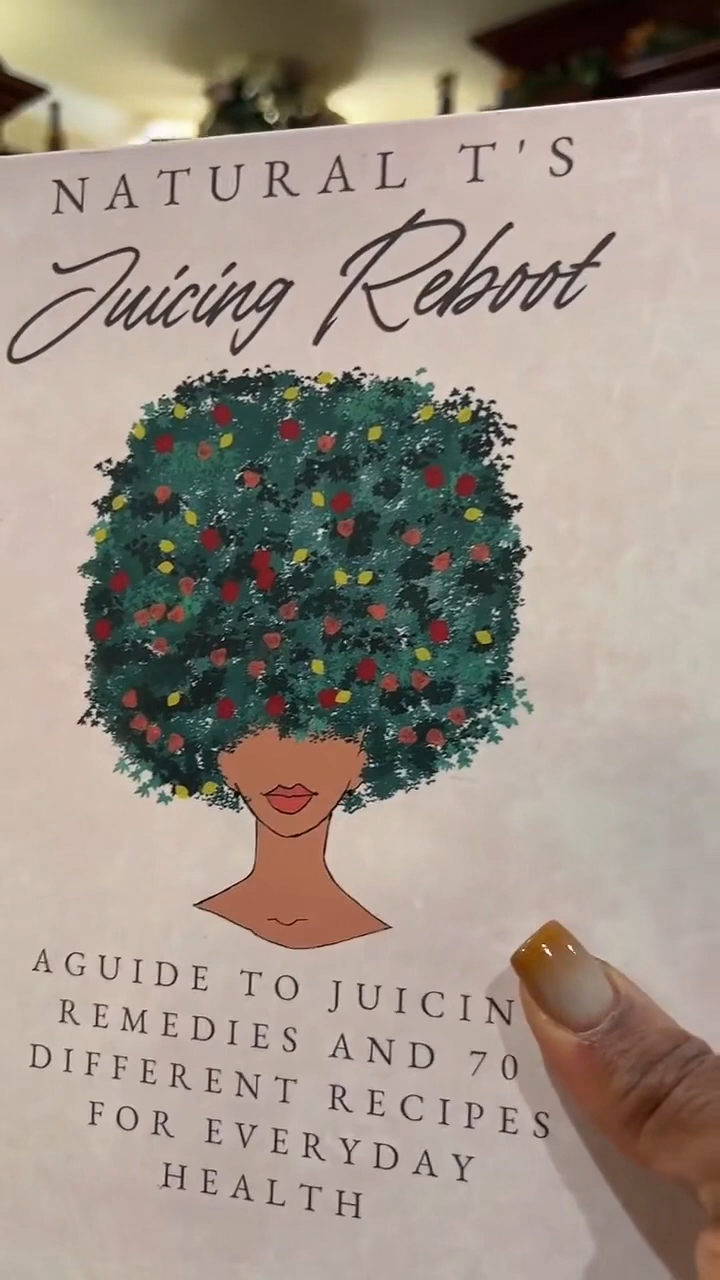 NATURAL T'S
Juicing Reboot
AGUIDE TO JUICIN
REMEDIES AND 70
DIFFERENT RECIPES
FOR EVERYDAY
HEALTH